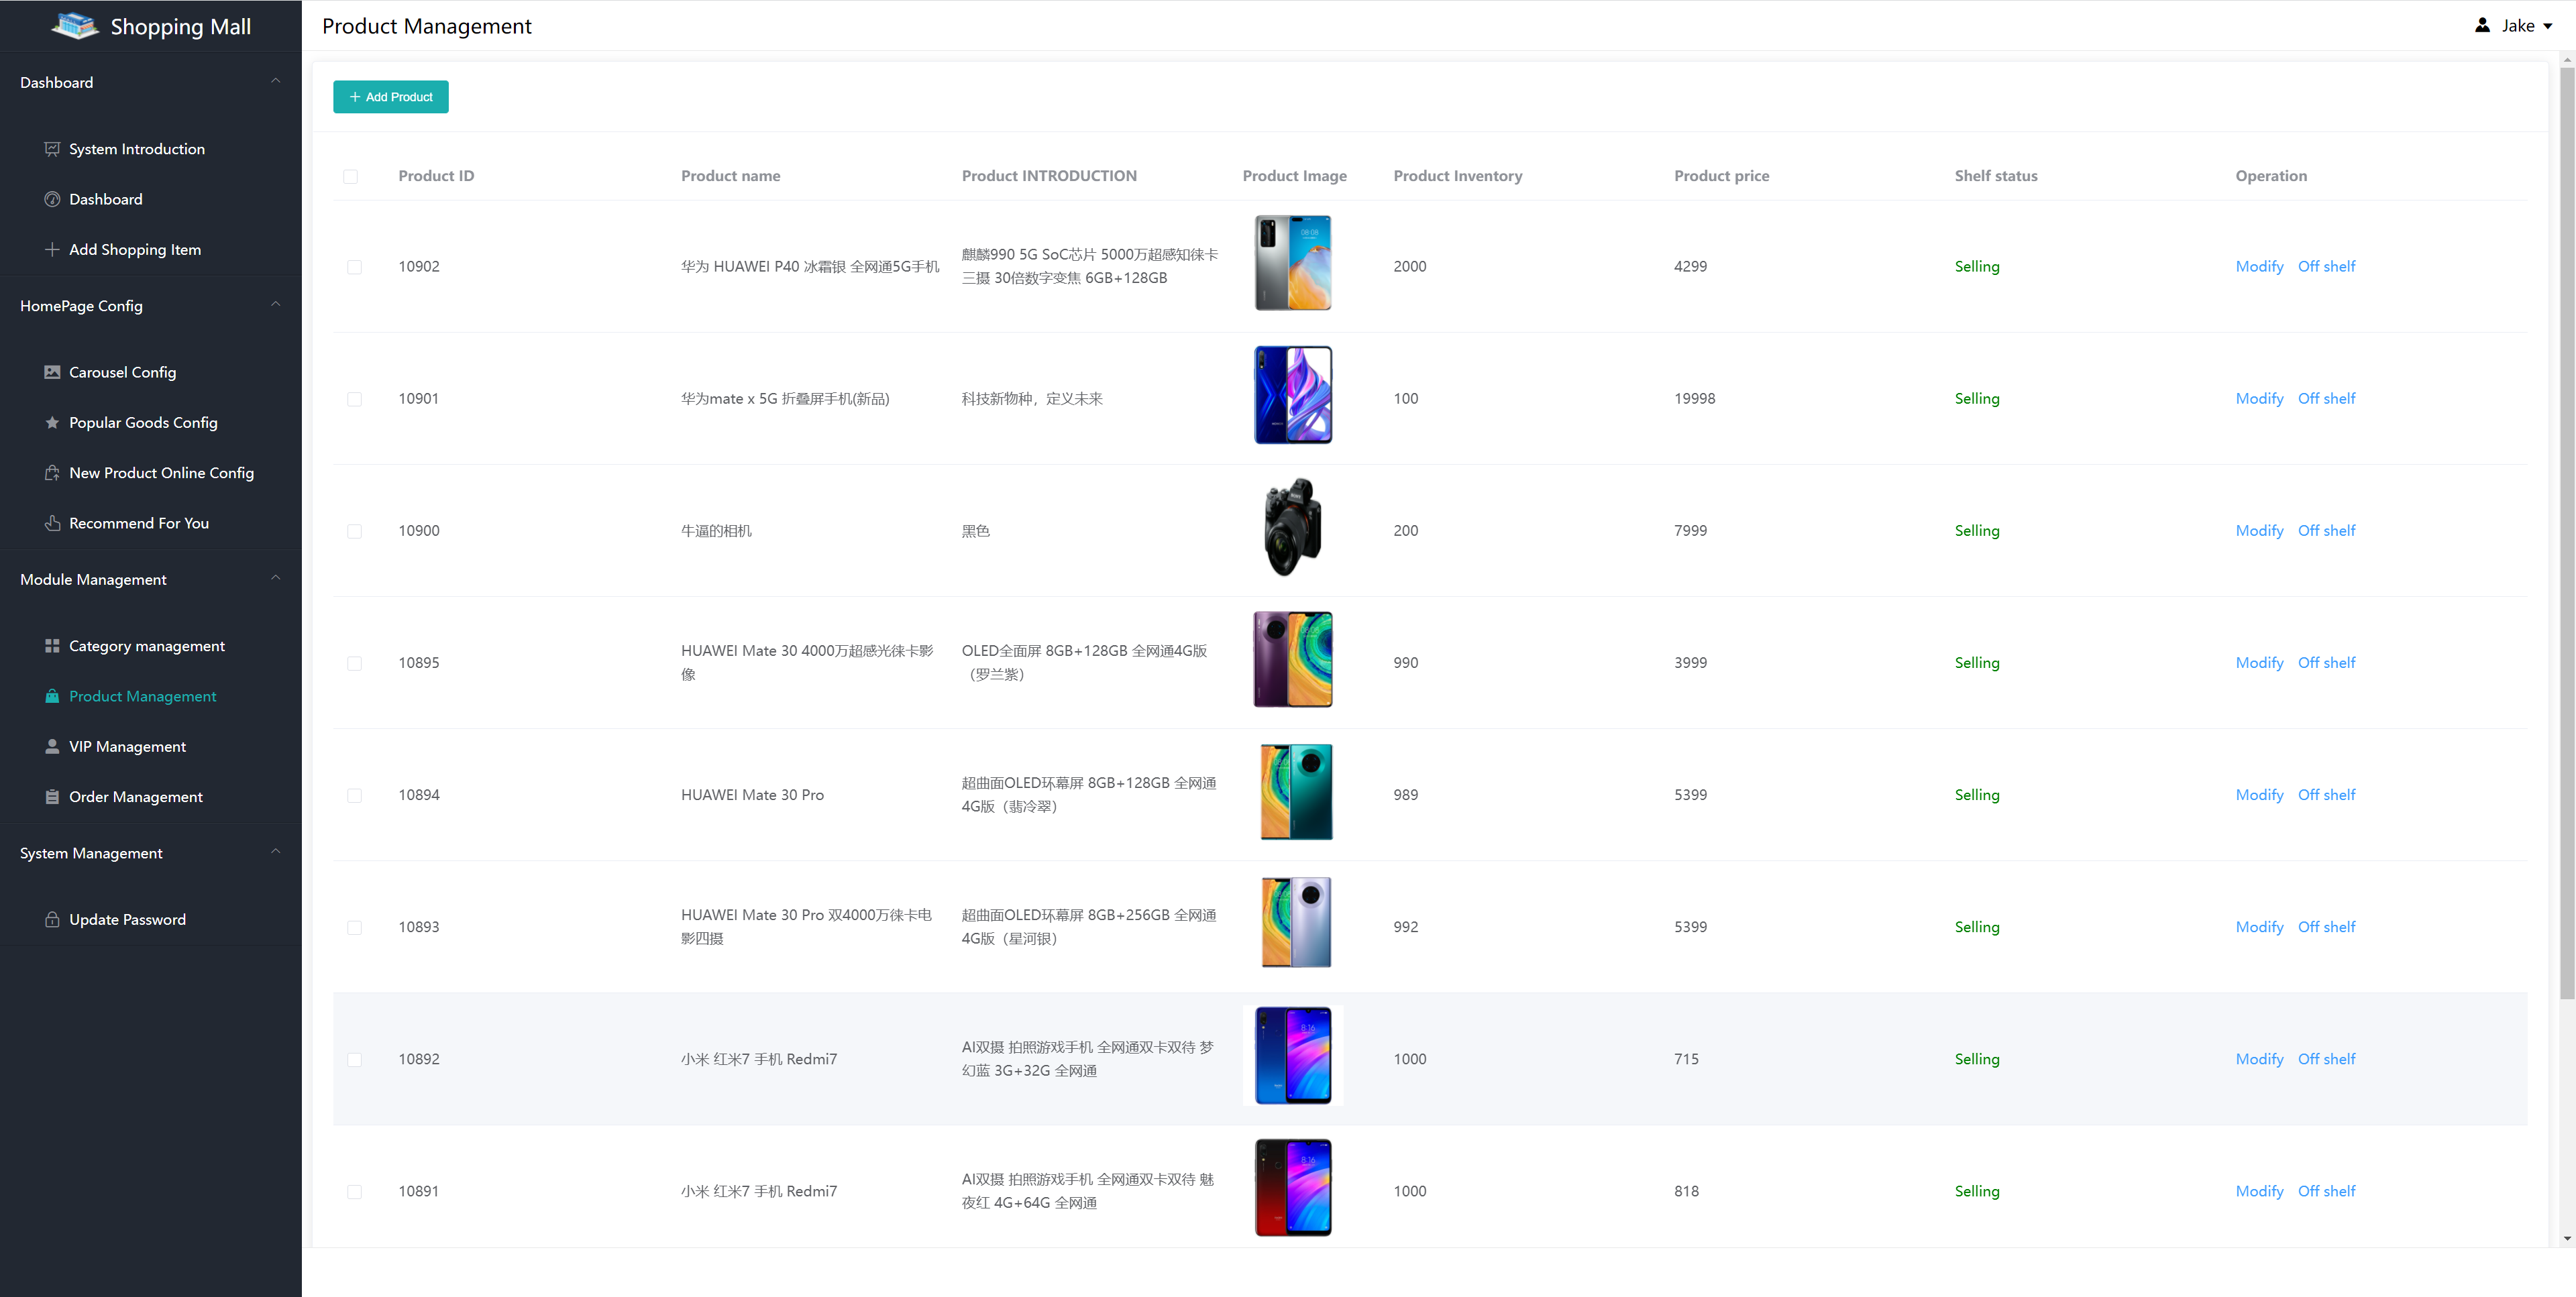 Shopping Mall
Product Management
Jake
Dashboard
System Introduction
Dashboard
Add Shopping Item
HomePage Config
Carousel Config
Popular Goods Config
New Product Online Config
Recommend For You
Module Management
Category management
Product Management
VIP Management
Order Management
System Management
Update Password
Add Product
Product ID Product name Product INTRODUCTION Product Image Product Inventory Product price Shelf status Operation
10902
华为 HUAWEI P40 冰霜银 全网通5G手机
麒麟990 5G SoC芯片 5000万超感知徕卡
三摄 30倍数字变焦 6GB+128GB
08:08
2000 4299 Selling Modify Off shelf
10901
华为mate x 5G 折叠屏手机(新品)
科技新物种，定义未来
100 19998 Selling Modify Off shelf
10900
牛逼的相机
黑色
SONY
200 7999 Selling Modify Off shelf
10895
HUAWEI Mate 30 4000万超感光徕卡影
像
OLED全面屏 8GB+128GB 全网通4G版
（罗兰紫）
990 3999 Selling Modify Off shelf
10894
HUAWEI Mate 30 Pro
超曲面OLED环幕屏 8GB+128GB 全网通
4G版（翡冷翠）
989 5399 Selling Modify Off shelf
10893
HUAWEI Mate 30 Pro 双4000万徕卡电
影四摄
超曲面OLED环幕屏 8GB+256GB 全网通
4G版（星河银）
992 5399 Selling Modify Off shelf
10892
小米 红米7 手机 Redmi7
AI双摄 拍照游戏手机 全网通双卡双待 梦
幻蓝 3G+32G 全网通
8:16
1000 715 Selling Modify Off shelf
10891
小米 红米7 手机 Redmi7
AI双摄 拍照游戏手机 全网通双卡双待 魅
夜红 4G+64G 全网通
8:16
1000 818 Selling Modify Off shelf